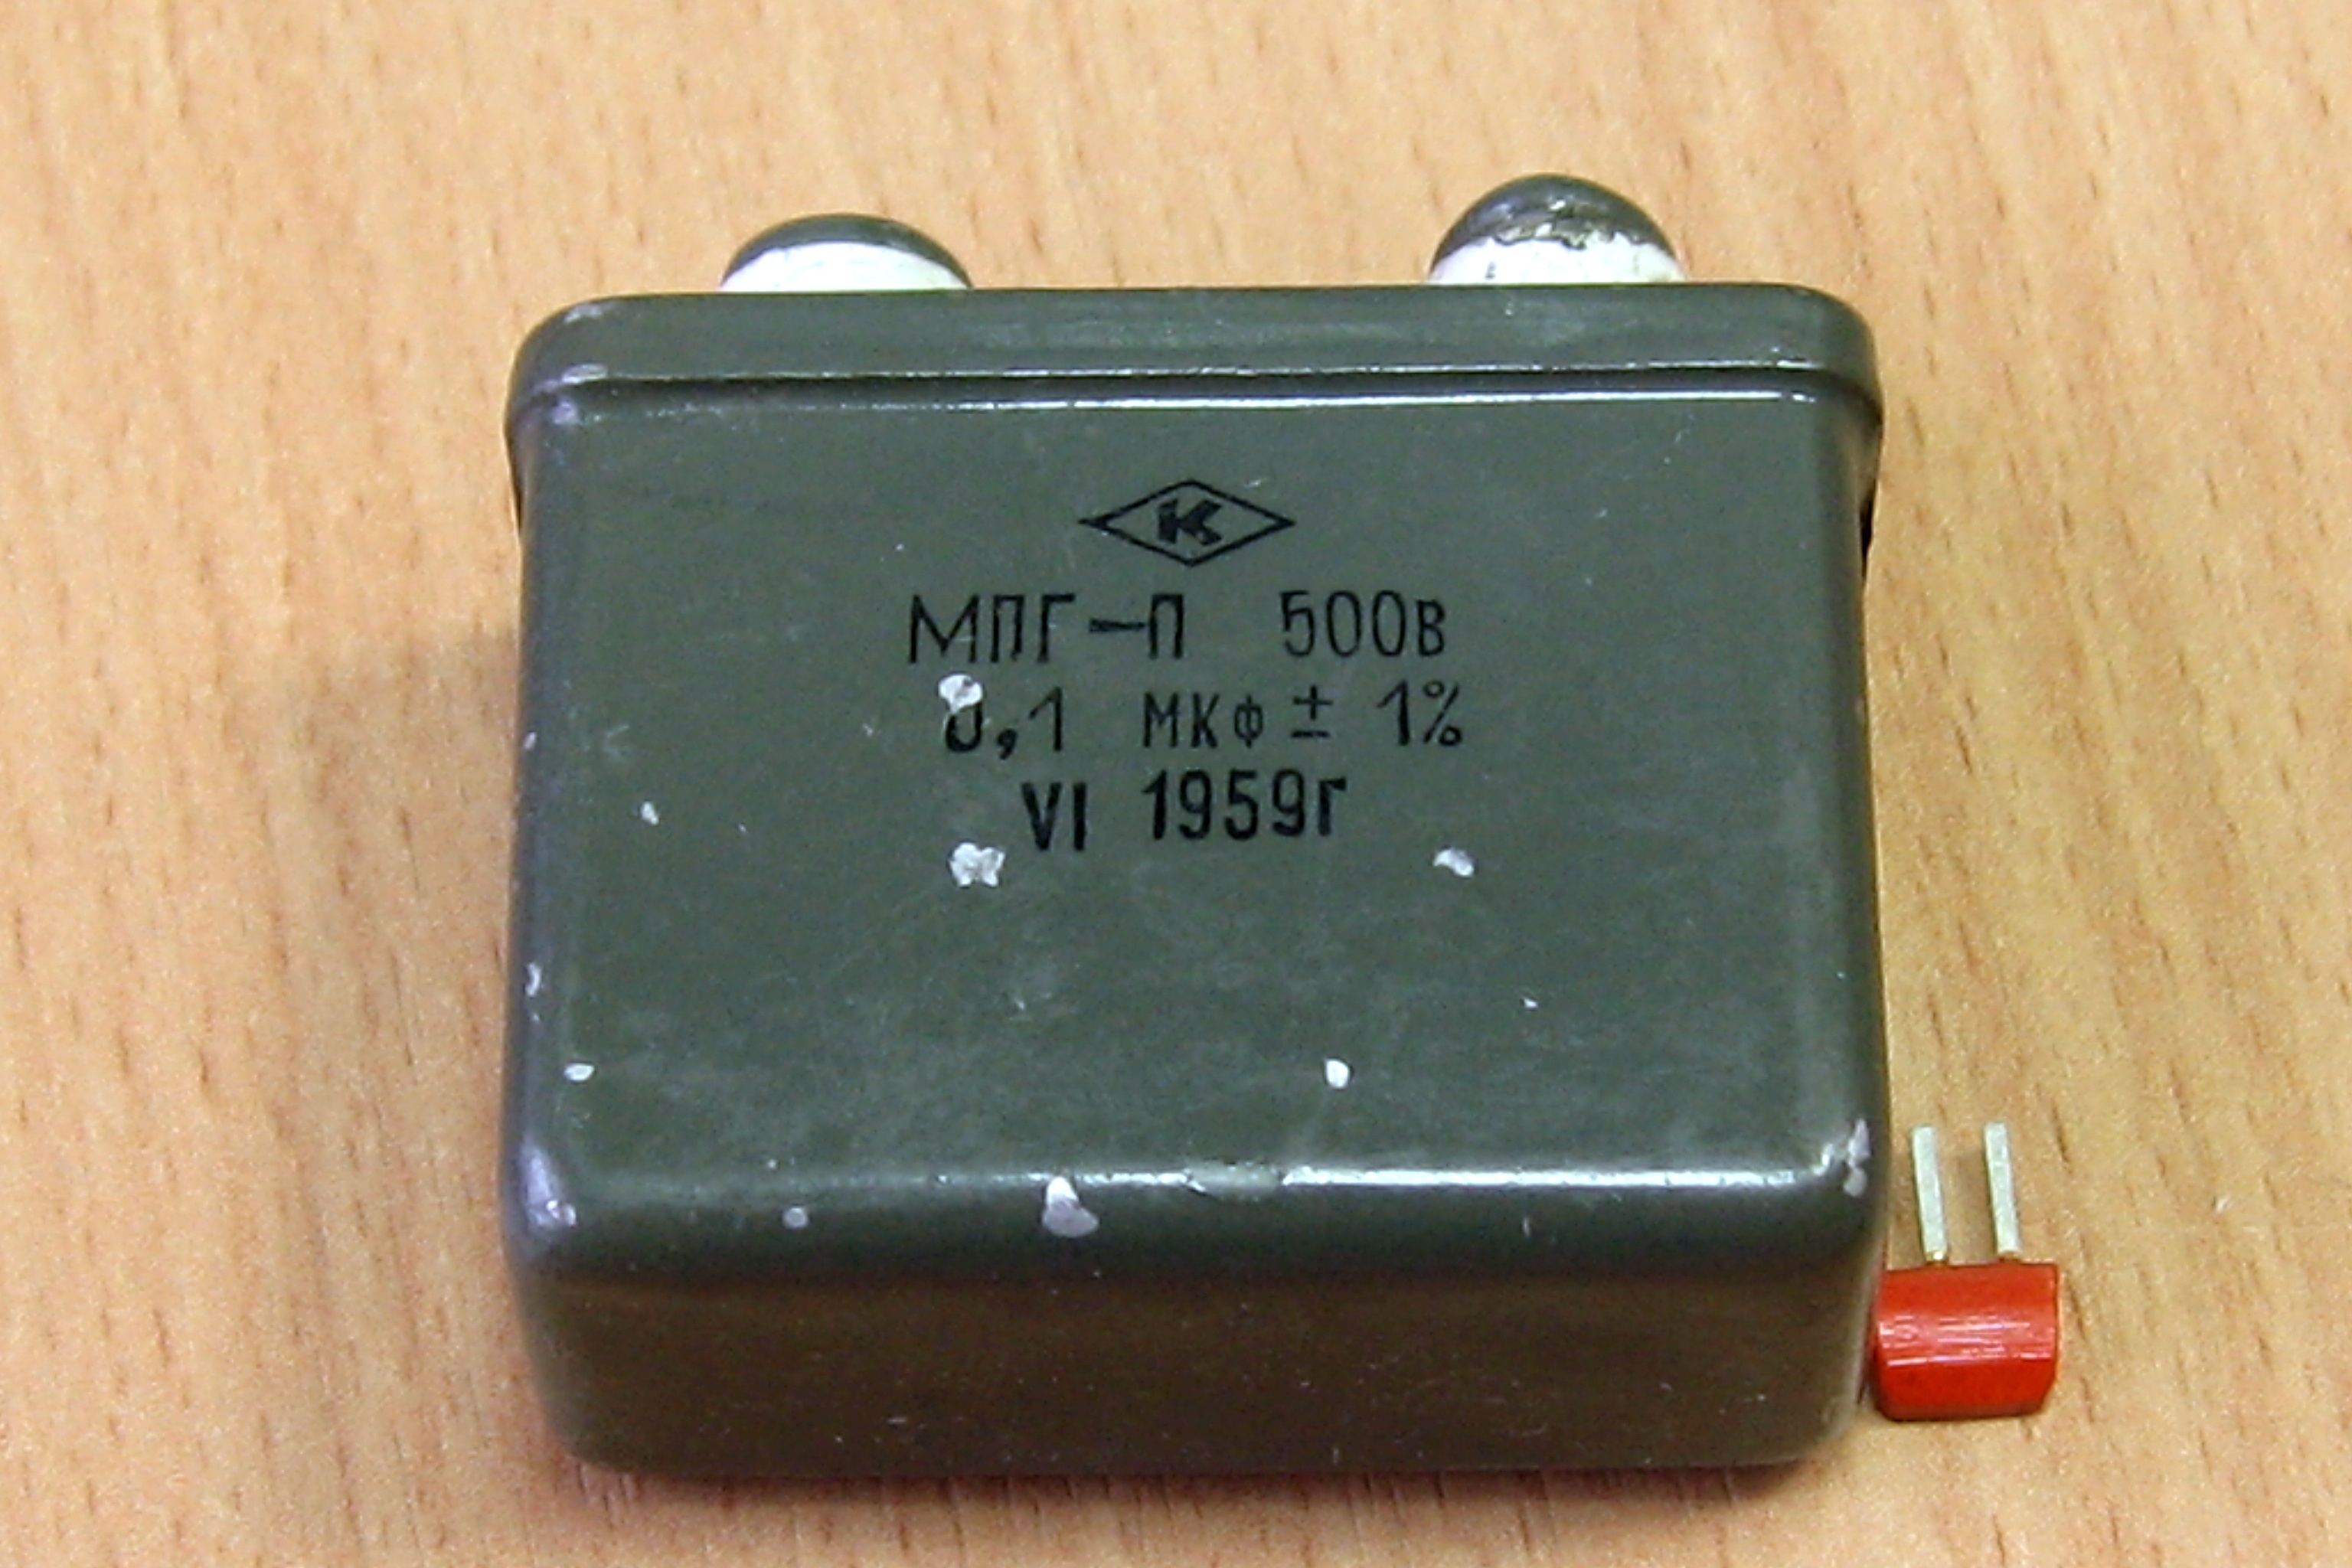 К
МПГ-П 500в
0,1 мкф ± 1%
VI 1959г